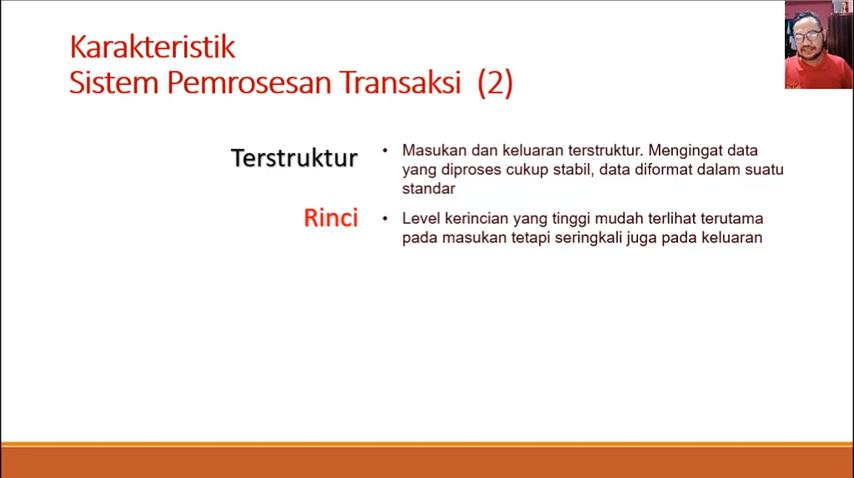 Karakteristik
Sistem Pemrosesan Transaksi (2)
Terstruktur
• Masukan dan keluaran terstruktur. Mengingat data
yang diproses cukup stabil, data diformat dalam suatu
standar
Rinci
• Level kerincian yang tinggi mudah terlihat terutama
pada masukan tetapi seringkali juga pada keluaran